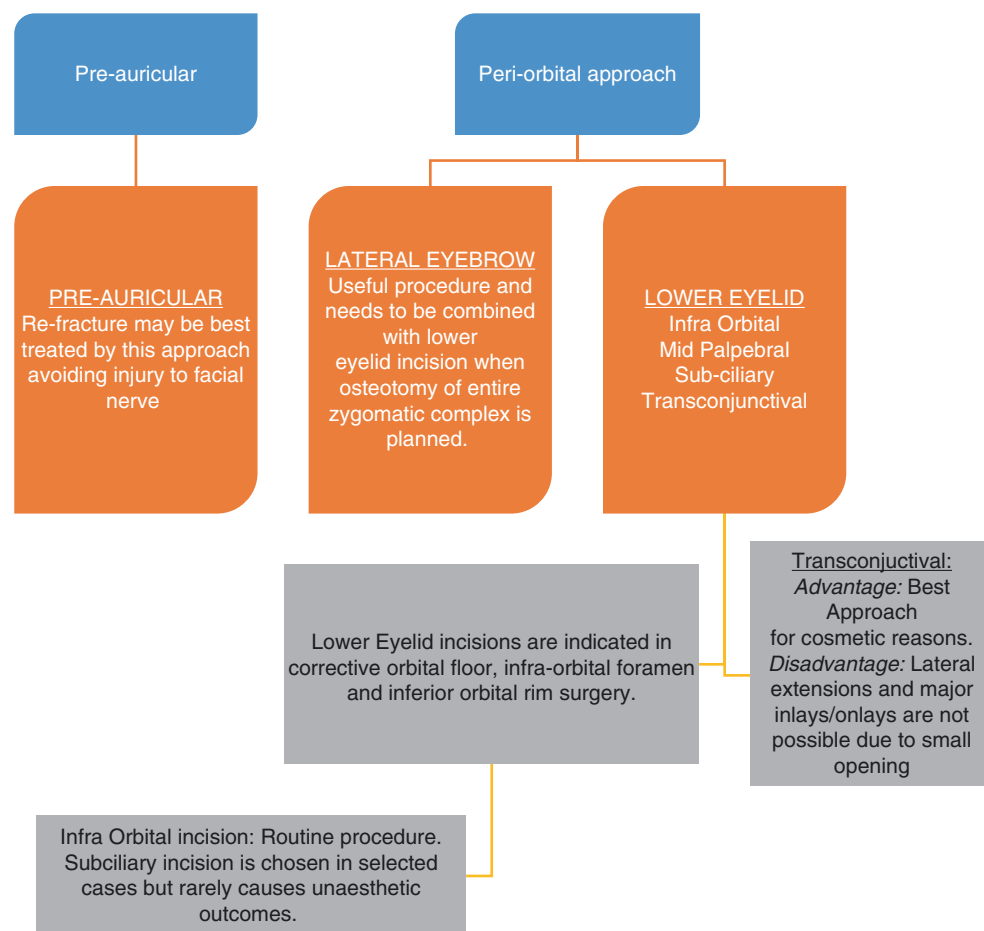 Pre-auricular
Peri-orbital approach
PRE-AURICULAR
Re-fracture may be best
treated by this approach
avoiding injury to facial
nerve
LATERAL EYEBROW
Useful procedure and
needs to be combined
with lower
eyelid incision when
osteotomy of entire
zygomatic complex is
planned.
LOWER EYELID
Infra Orbital
Mid Palpebral
Sub-ciliary
Transconjunctival
Lower Eyelid incisions are indicated in
corrective orbital floor, infra-orbital foramen
and inferior orbital rim surgery.
Transconjuctival:
Advantage: Best
Approach
for cosmetic reasons.
Disadvantage: Lateral
extensions and major
inlays/onlays are not
possible due to small
opening
Infra Orbital incision: Routine procedure.
Subciliary incision is chosen in selected
cases but rarely causes unaesthetic
outcomes.